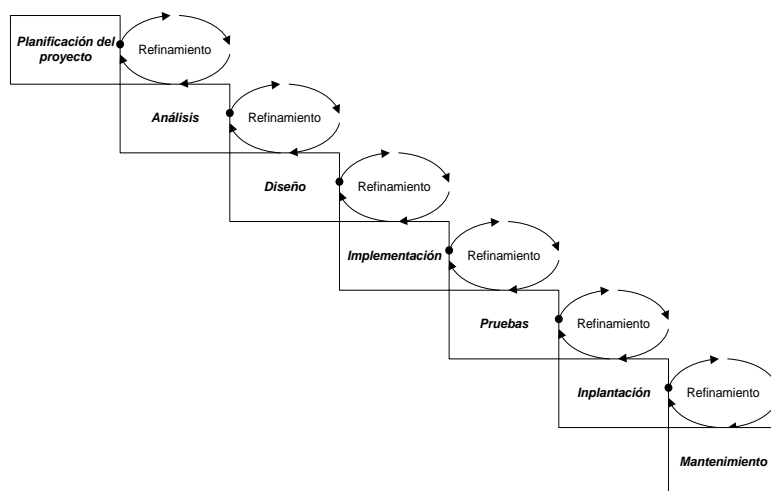 Planificación del
proyecto
Refinamiento
Análisis
Refinamiento
Diseño
Refinamiento
Implementación
Refinamiento
Pruebas
Refinamiento
Inplantación
Refinamiento
Mantenimiento